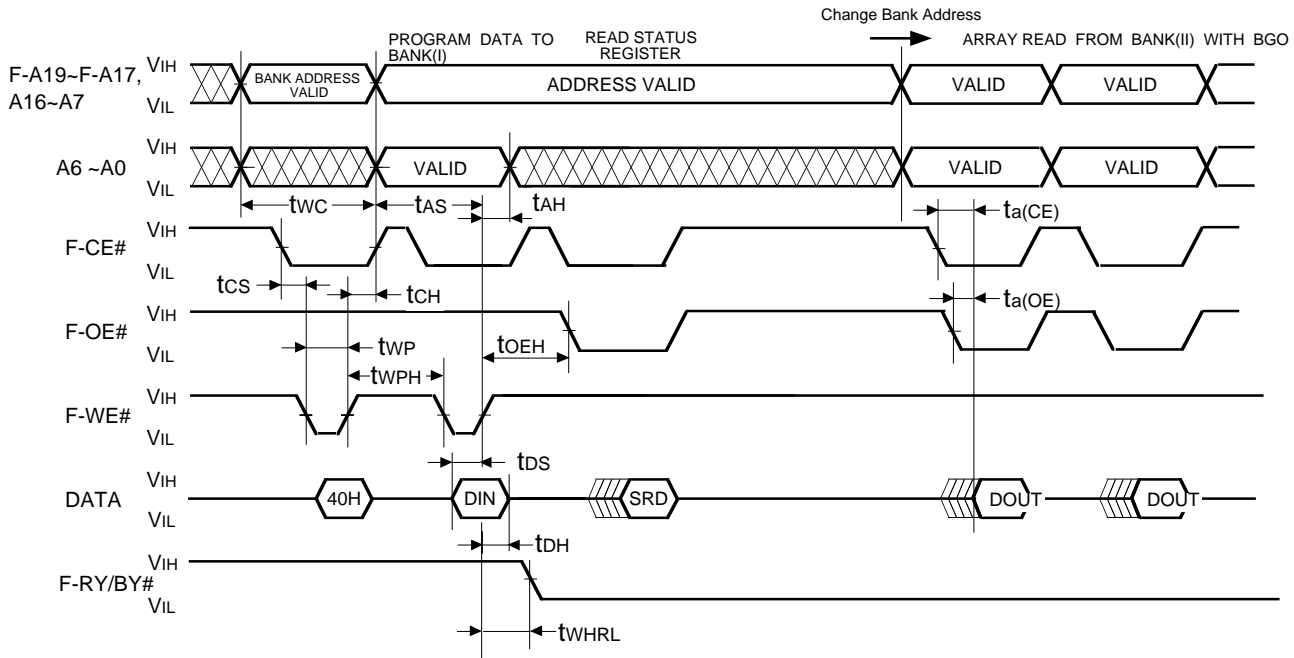 Change Bank Address
PROGRAM DATA TO BANK(I)
READ STATUS REGISTER
ARRAY READ FROM BANK(II) WITH BGO
F-A19~F-A17, A16~A7
VIH
VIL
BANK ADDRESS VALID
ADDRESS VALID
VALID
VALID
A6 ~A0
VIH
VIL
VALID
VALID
VALID
tWC
tAS
tAH
ta(CE)
F-CE#
VIH
VIL
tCS
tCH
ta(OE)
F-OE#
VIH
VIL
tWP
tOEH
tWPH
F-WE#
VIH
VIL
tDS
DATA
VIH
VIL
40H
DIN
SRD
DOUT
DOUT
tDH
F-RY/BY#
VIH
VIL
tWHRL